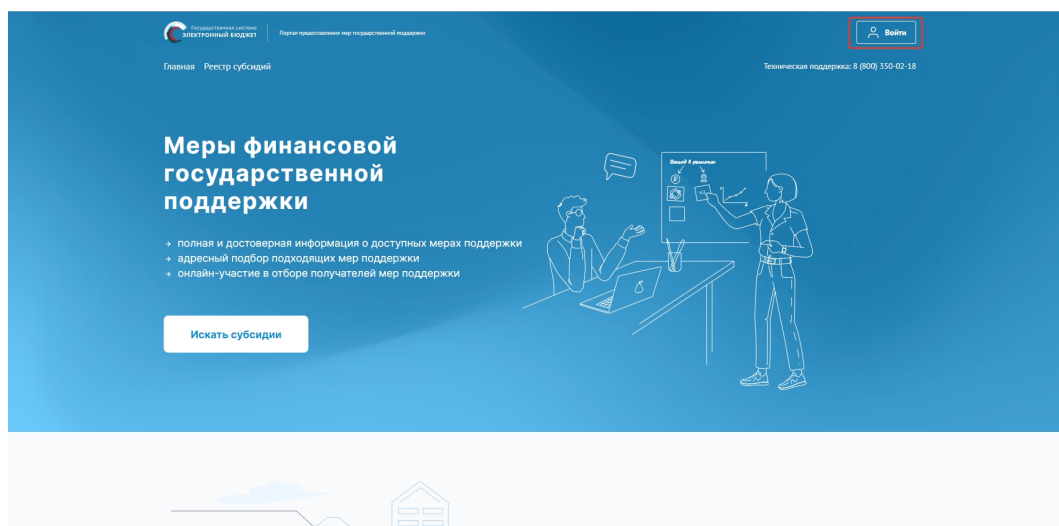 Государственная система
ЭЛЕКТРОННЫЙ БЮДЖЕТ
Портал предоставления мер государственной поддержки
Войти
Главная Реестр субсидий
Техническая поддержка: 8 (800) 350-02-18
Меры финансовой
государственной
поддержки
→ полная и достоверная информация о доступных мерах поддержки
→ адресный подбор подходящих мер поддержки
→ онлайн-участие в отборе получателей мер поддержки
Искать субсидии